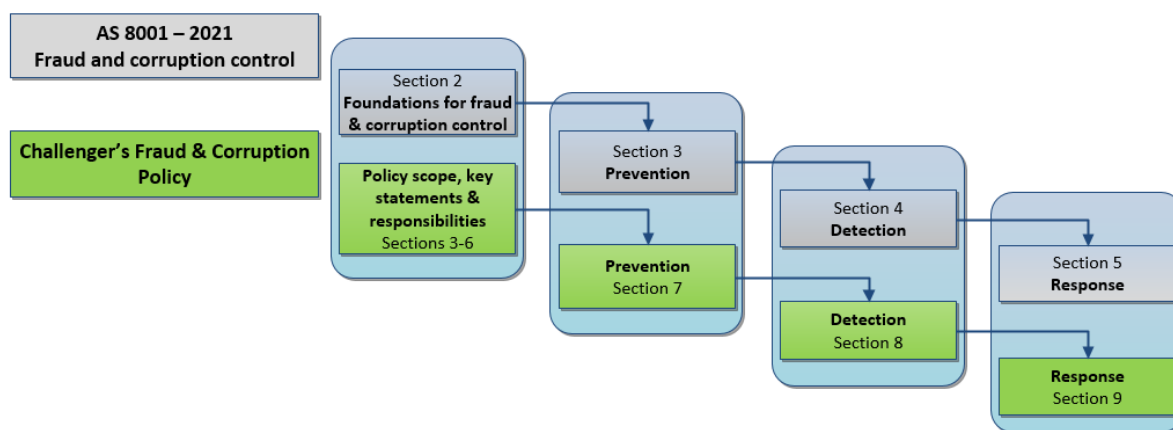 AS 8001 – 2021
Fraud and corruption control
Challenger’s Fraud & Corruption
Policy
Section 2
Foundations for fraud
& corruption control
Policy scope, key
statements &
responsibilities
Sections 3-6
Section 3
Prevention
Prevention
Section 7
Section 4
Detection
Detection
Section 8
Section 5
Response
Response
Section 9